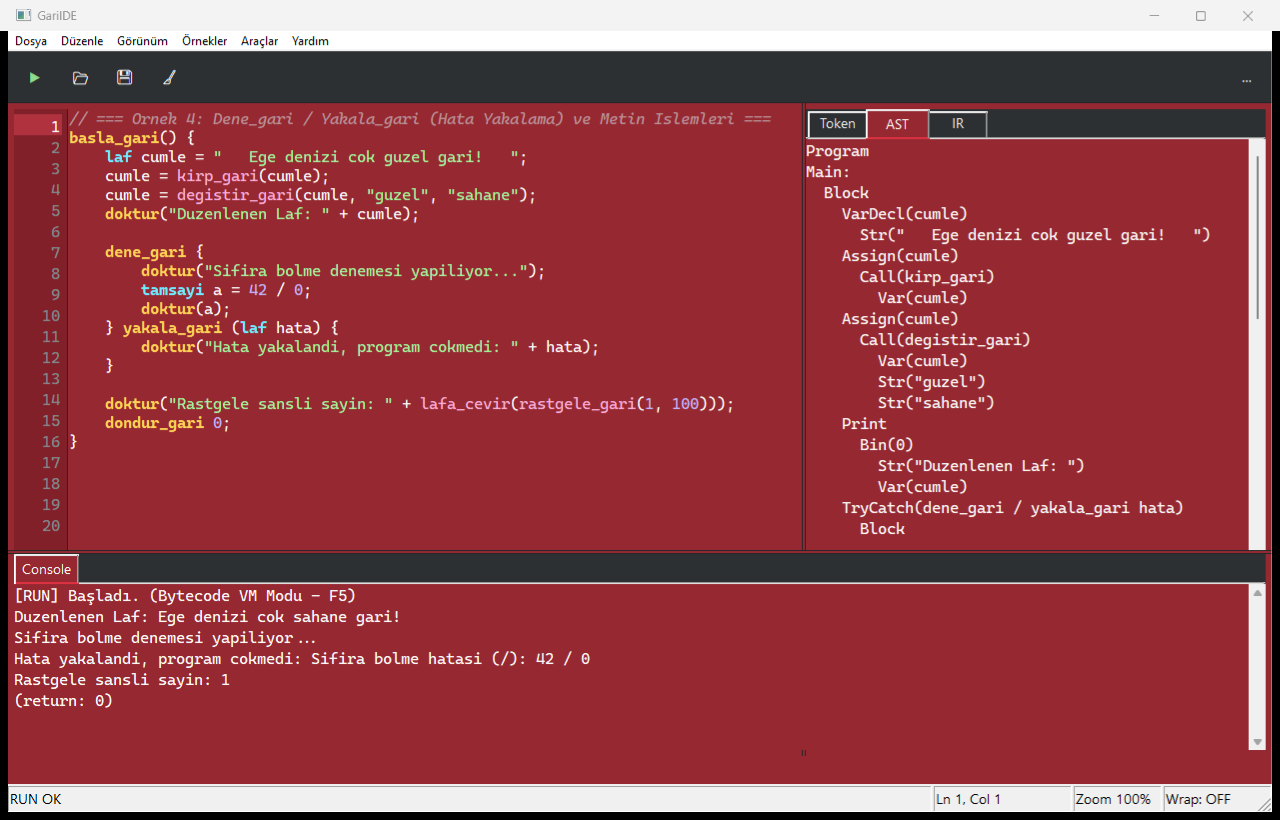 GariIDE
Dosya Düzenle Görünüm Örnekler Araçlar Yardım
...
1
2
3
4
5
6
7
8
9
10
11
12
13
14
15
16
17
18
19
20
// === Ornek 4: Dene_gari / Yakala_gari (Hata Yakalama) ve Metin Islemleri ===
basla_gari() {
    laf cumle = "   Ege denizi cok guzel gari!   ";
    cumle = kirp_gari(cumle);
    cumle = degistir_gari(cumle, "guzel", "sahane");
    doktur("Duzenlenen Laf: " + cumle);
    dene_gari {
        doktur("Sifira bolme denemesi yapiliyor...");
        tamsayi a = 42 / 0;
        doktur(a);
    } yakala_gari (laf hata) {
        doktur("Hata yakalandi, program cokmedi: " + hata);
    }
    doktur("Rastgele sansli sayin: " + lafa_cevir(rastgele_gari(1, 100)));
    dondur_gari 0;
}
Token AST IR
Program
Main:
  Block
    VarDecl(cumle)
      Str("   Ege denizi cok guzel gari!   ")
    Assign(cumle)
      Call(kirp_gari)
        Var(cumle)
    Assign(cumle)
      Call(degistir_gari)
        Var(cumle)
        Str("guzel")
        Str("sahane")
    Print
      Bin(0)
        Str("Duzenlenen Laf: ")
        Var(cumle)
    TryCatch(dene_gari / yakala_gari hata)
      Block
Console
[RUN] Başladı. (Bytecode VM Modu - F5)
Duzenlenen Laf: Ege denizi cok sahane gari!
Sifira bolme denemesi yapiliyor...
Hata yakalandi, program cokmedi: Sifira bolme hatasi (/): 42 / 0
Rastgele sansli sayin: 1
(return: 0)
RUN OK
Ln 1, Col 1
Zoom 100%
Wrap: OFF